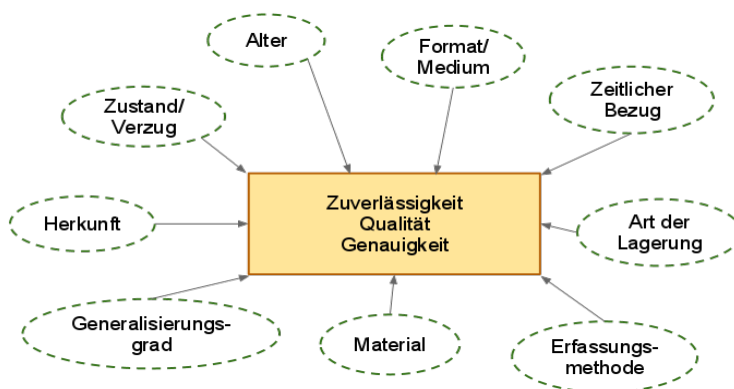 Alter
Format/
Medium
Zeitlicher
Bezug
Zustand/
Verzug
Zuverlässigkeit
Qualität
Genauigkeit
Herkunft
Art der
Lagerung
Generalisierungs-
grad
Material
Erfassungs-
methode